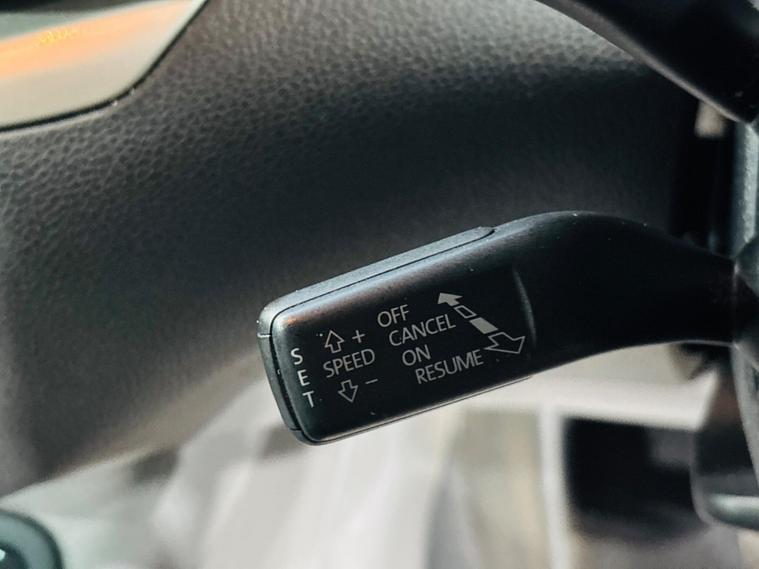 S
E
T
+
SPEED
-
OFF
CANCEL
ON
RESUME